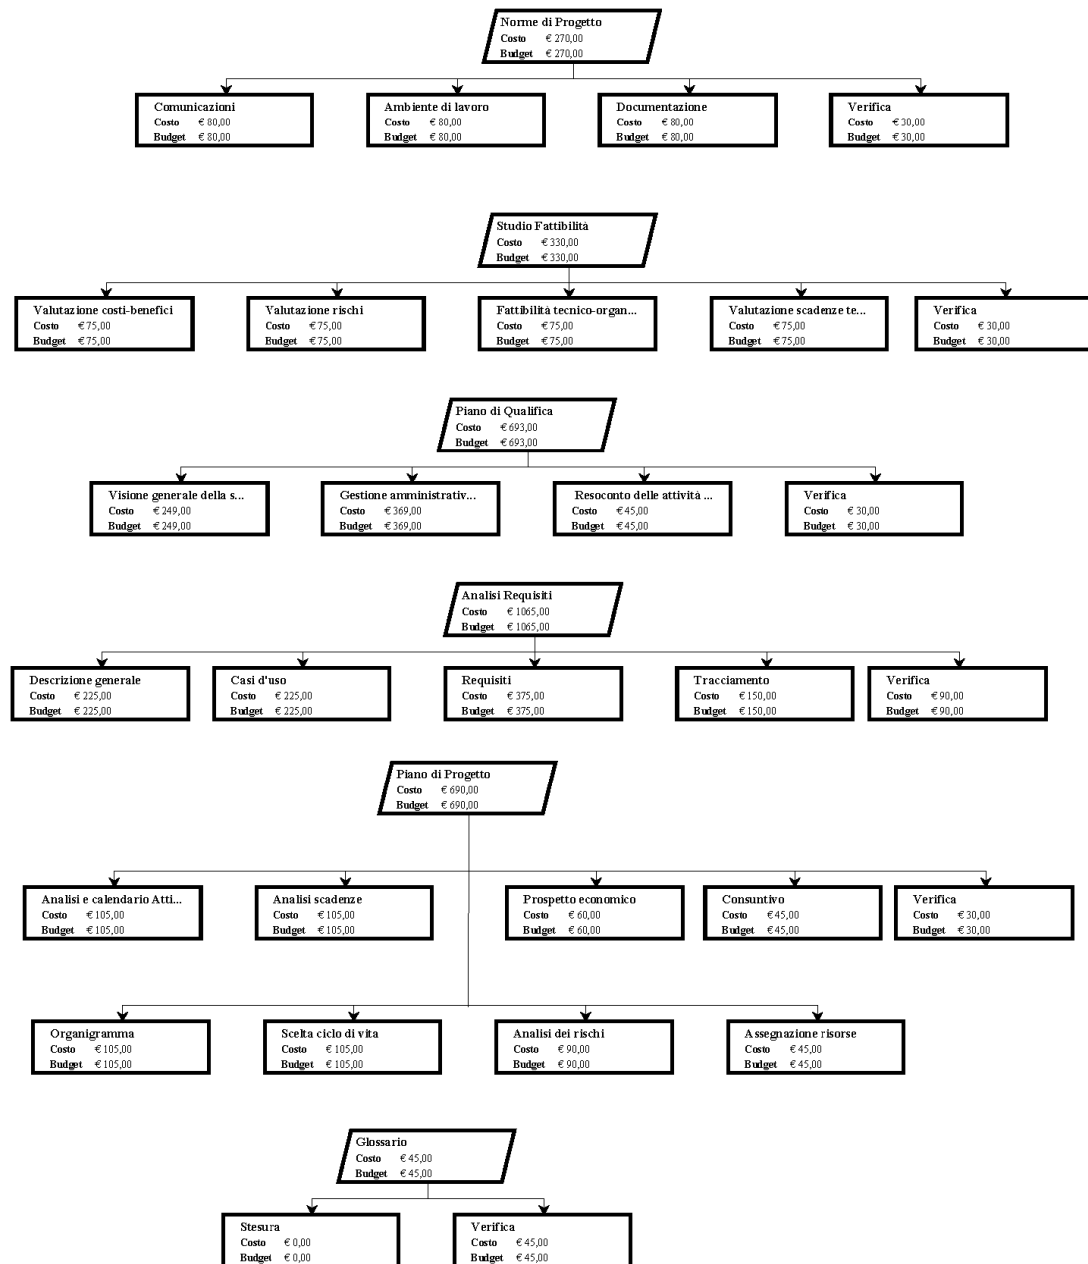 Norme di Progetto
Costo € 270,00
Budget € 270,00
Comunicazioni
Costo € 80,00
Budget € 80,00
Ambiente di lavoro
Costo € 80,00
Budget € 80,00
Documentazione
Costo € 80,00
Budget € 80,00
Verifica
Costo € 30,00
Budget € 30,00
Studio Fattibilità
Costo € 330,00
Budget € 330,00
Valutazione costi-benefici
Costo € 75,00
Budget € 75,00
Valutazione rischi
Costo € 75,00
Budget € 75,00
Fattibilità tecnico-organ...
Costo € 75,00
Budget € 75,00
Valutazione scadenze te...
Costo € 75,00
Budget € 75,00
Verifica
Costo € 30,00
Budget € 30,00
Piano di Qualifica
Costo € 693,00
Budget € 693,00
Visione generale della s...
Costo € 249,00
Budget € 249,00
Gestione amministrativ...
Costo € 369,00
Budget € 369,00
Resoconto delle attività ...
Costo € 45,00
Budget € 45,00
Verifica
Costo € 30,00
Budget € 30,00
Analisi Requisiti
Costo € 1065,00
Budget € 1065,00
Descrizione generale
Costo € 225,00
Budget € 225,00
Casi d'uso
Costo € 225,00
Budget € 225,00
Requisiti
Costo € 375,00
Budget € 375,00
Tracciamento
Costo € 150,00
Budget € 150,00
Verifica
Costo € 90,00
Budget € 90,00
Piano di Progetto
Costo € 690,00
Budget € 690,00
Analisi e calendario Atti...
Costo € 105,00
Budget € 105,00
Analisi scadenze
Costo € 105,00
Budget € 105,00
Prospetto economico
Costo € 60,00
Budget € 60,00
Consuntivo
Costo € 45,00
Budget € 45,00
Verifica
Costo € 30,00
Budget € 30,00
Organigramma
Costo € 105,00
Budget € 105,00
Scelta ciclo di vita
Costo € 105,00
Budget € 105,00
Analisi dei rischi
Costo € 90,00
Budget € 90,00
Assegnazione risorse
Costo € 45,00
Budget € 45,00
Glossario
Costo € 45,00
Budget € 45,00
Stesura
Costo € 0,00
Budget € 0,00
Verifica
Costo € 45,00
Budget € 45,00